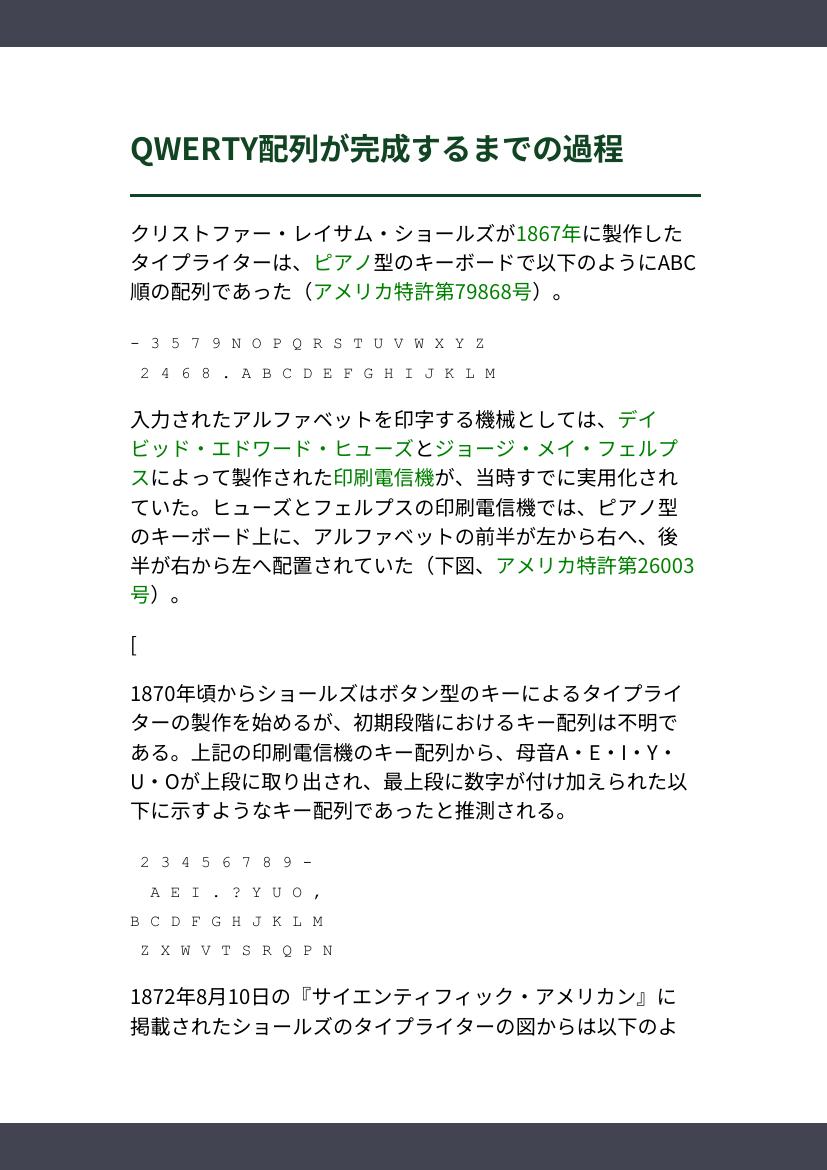 QWERTY配列が完成するまでの過程
クリストファー・レイサム・ショールズが1867年に製作した
タイプライターは、ピアノ型のキーボードで以下のようにABC
順の配列であった（アメリカ特許第79868号）。
- 3 5 7 9 N O P Q R S T U V W X Y Z
2 4 6 8 . A B C D E F G H I J K L M
入力されたアルファベットを印字する機械としては、デイ
ビッド・エドワード・ヒューズとジョージ・メイ・フェルプ
スによって製作された印刷電信機が、当時すでに実用化され
ていた。ヒューズとフェルプスの印刷電信機では、ピアノ型
のキーボード上に、アルファベットの前半が左から右へ、後
半が右から左へ配置されていた（下図、アメリカ特許第26003
号）。
[
1870年頃からショールズはボタン型のキーによるタイプライ
ターの製作を始めるが、初期段階におけるキー配列は不明で
ある。上記の印刷電信機のキー配列から、母音A・E・I・Y・
U・Oが上段に取り出され、最上段に数字が付け加えられた以
下に示すようなキー配列であったと推測される。
2 3 4 5 6 7 8 9 -
A E I . ? Y U O ,
B C D F G H J K L M
Z X W V T S R Q P N
1872年8月10日の『サイエンティフィック・アメリカン』に
掲載されたショールズのタイプライターの図からは以下のよ